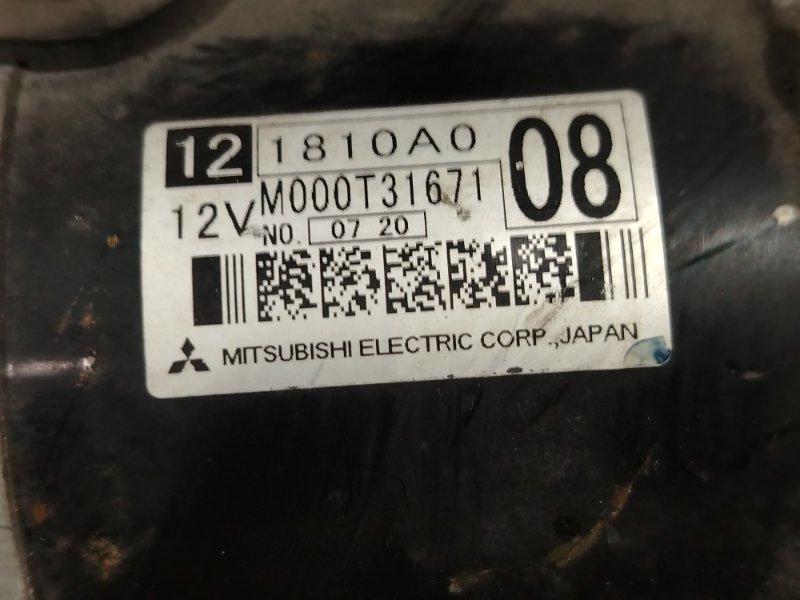 12 1810A0 08
12V M000T31671
NO. 07 20
MITSUBISHI ELECTRIC CORP.,JAPAN